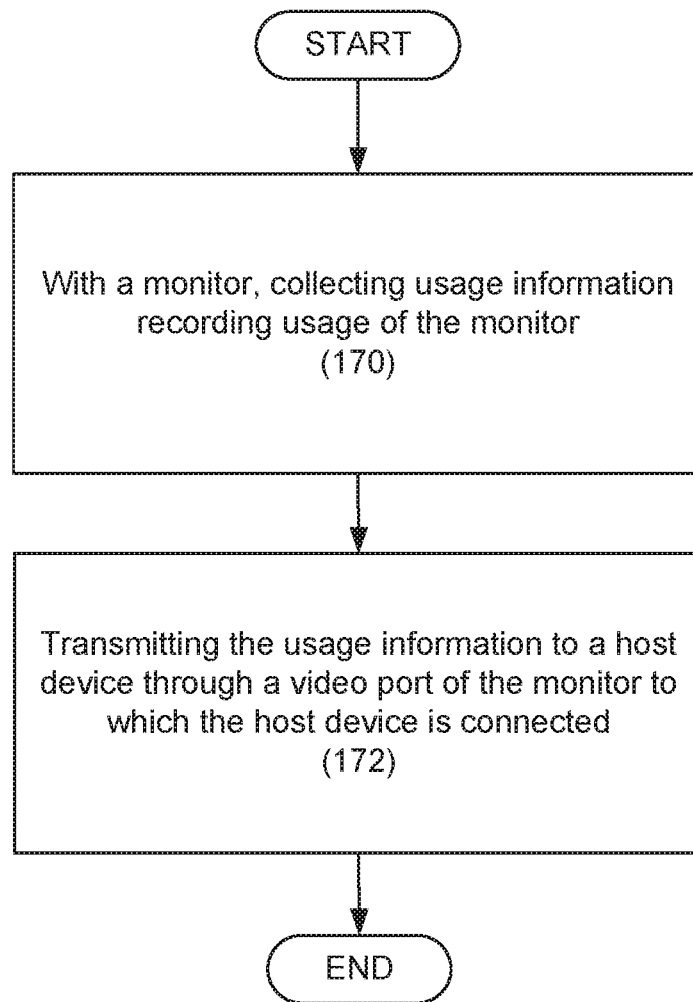 START
With a monitor, collecting usage information
recording usage of the monitor
(170)
Transmitting the usage information to a host
device through a video port of the monitor to
which the host device is connected
(172)
END